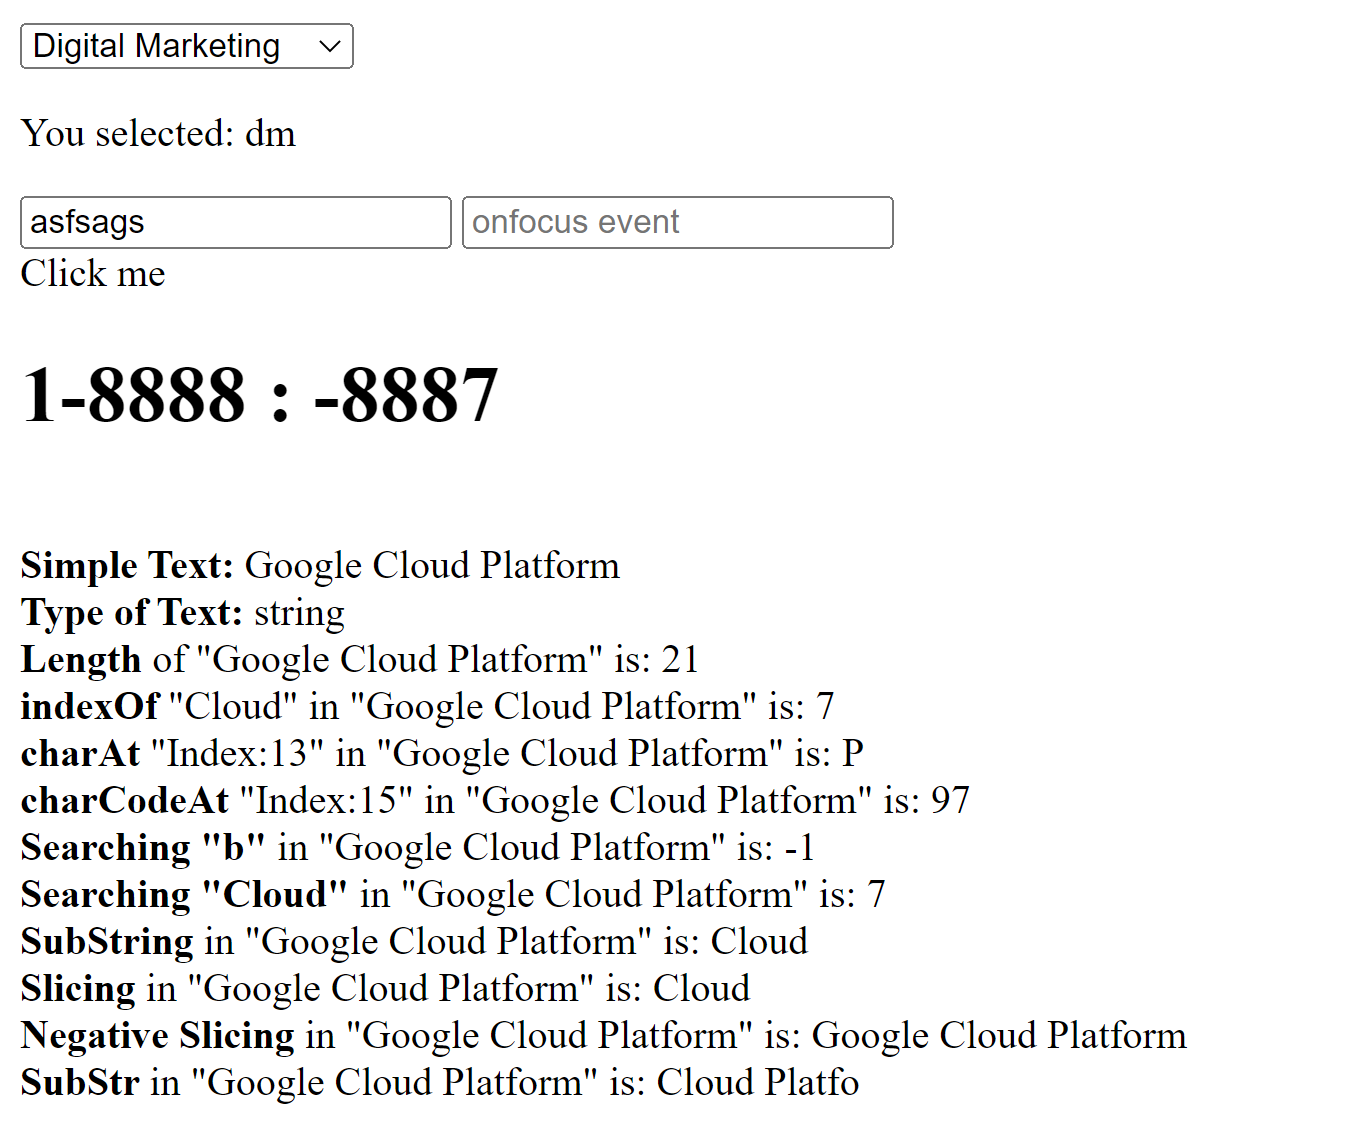 Digital Marketing
You selected: dm
asfsags onfocus event
Click me
1-8888 : -8887
Simple Text: Google Cloud Platform
Type of Text: string
Length of "Google Cloud Platform" is: 21
indexOf "Cloud" in "Google Cloud Platform" is: 7
charAt "Index:13" in "Google Cloud Platform" is: P
charCodeAt "Index:15" in "Google Cloud Platform" is: 97
Searching "b" in "Google Cloud Platform" is: -1
Searching "Cloud" in "Google Cloud Platform" is: 7
SubString in "Google Cloud Platform" is: Cloud
Slicing in "Google Cloud Platform" is: Cloud
Negative Slicing in "Google Cloud Platform" is: Google Cloud Platform
SubStr in "Google Cloud Platform" is: Cloud Platfo